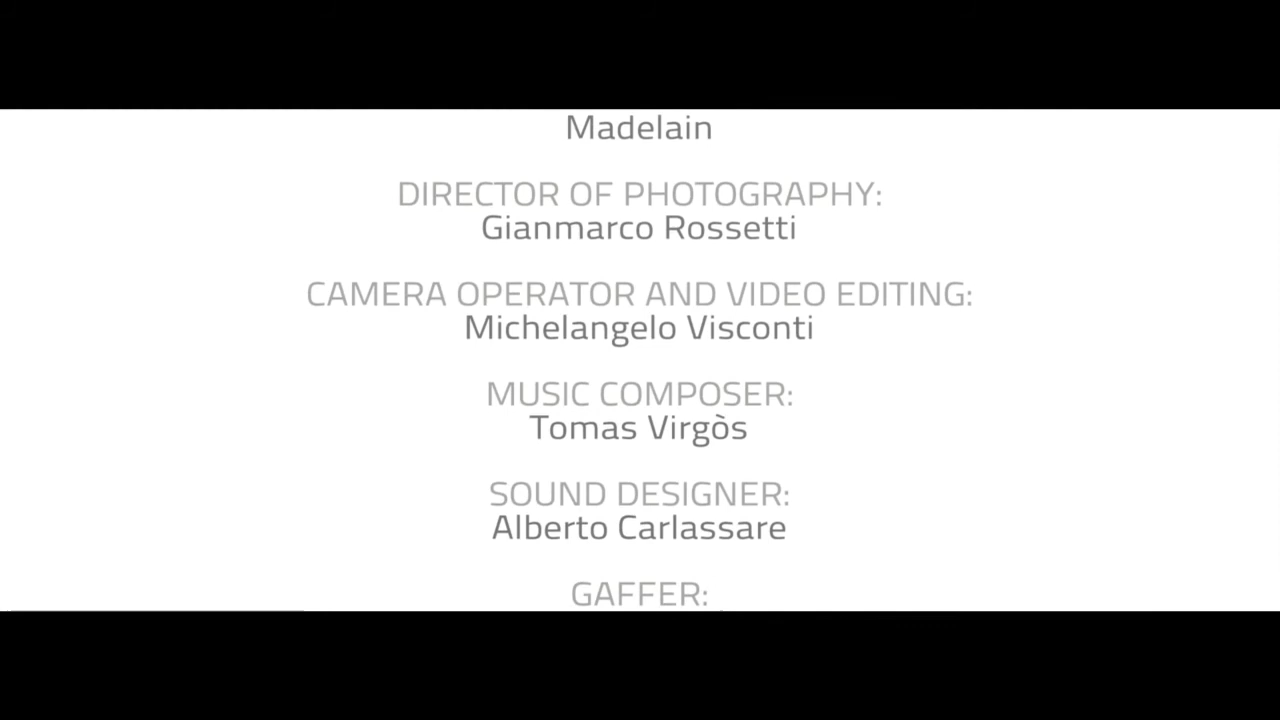 Madelain
DIRECTOR OF PHOTOGRAPHY:
Gianmarco Rossetti
CAMERA OPERATOR AND VIDEO EDITING:
Michelangelo Visconti
MUSIC COMPOSER:
Tomas Virgòs
SOUND DESIGNER:
Alberto Carlassare
GAFFER: